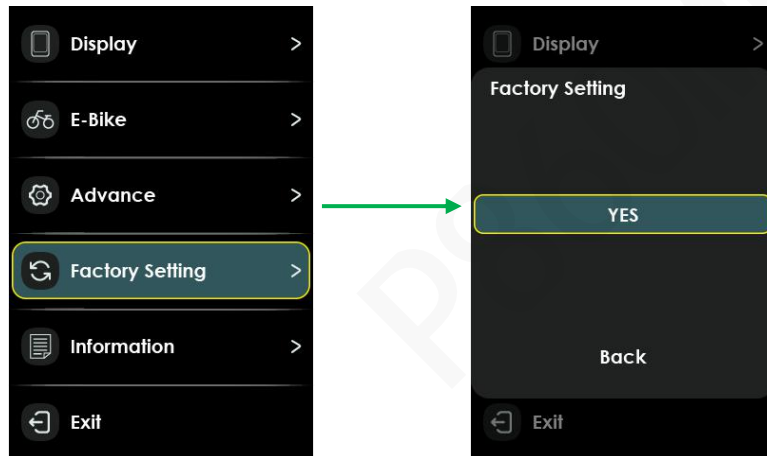 Display >
E-Bike >
Advance >
Factory Setting >
Information >
Exit
Display >
Factory Setting
YES
Back
Exit